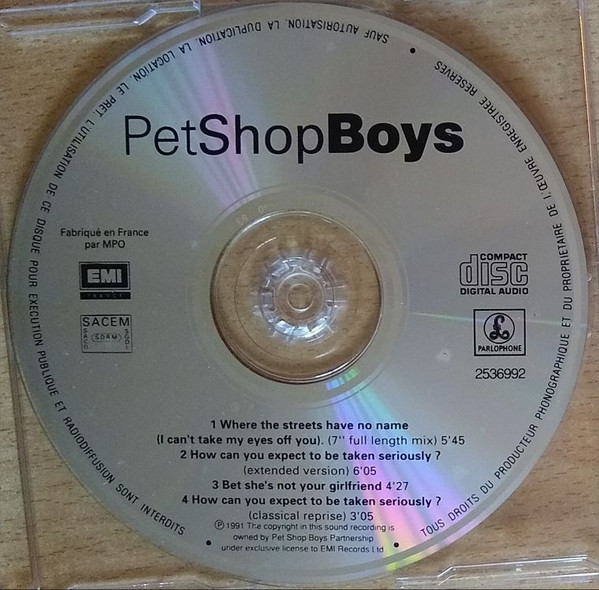 PetShopBoys
Fabriqué en France
par MPO
EMI
FRANCE
SACEM
SACD
SDRM
SGDL
COMPACT
disc
DIGITAL AUDIO
PARLOPHONE
2536992
1 Where the streets have no name
(I can't take my eyes off you). (7'' full length mix) 5'45
2 How can you expect to be taken seriously ?
(extended version) 6'05
3 Bet she's not your girlfriend 4'27
4 How can you expect to be taken seriously ?
(classical reprise) 3'05
Ⓟ 1991 The copyright in this sound recording is
owned by Pet Shop Boys Partnership
under exclusive license to EMI Records Ltd
TOUS DROITS DU PRODUCTEUR PHONOGRAPHIQUE ET DU PROPRIETAIRE DE L'ŒUVRE ENREGISTREE RESERVES • SAUF AUTORISATION, LA DUPLICATION, LA LOCATION, LE PRET, L'UTILISATION DE CE DISQUE POUR EXECUTION PUBLIQUE ET RADIODIFFUSION SONT INTERDITS •